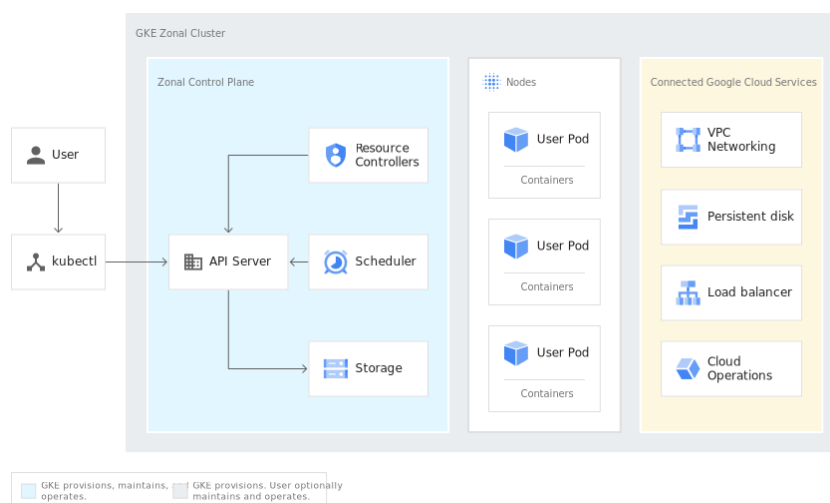 GKE Zonal Cluster
Zonal Control Plane
Nodes
Connected Google Cloud Services
User
kubectl
Resource
Controllers
API Server
Scheduler
Storage
User Pod
Containers
User Pod
Containers
User Pod
Containers
VPC
Networking
Persistent disk
Load balancer
Cloud
Operations
GKE provisions, maintains,
operates.
GKE provisions. User optionally
maintains and operates.